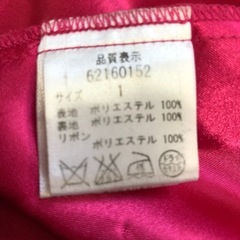 品質表示
62160152
サイズ 1
表地 ポリエステル 100%
裏地 ポリエステル 100%
リボン ポリエステル 100%